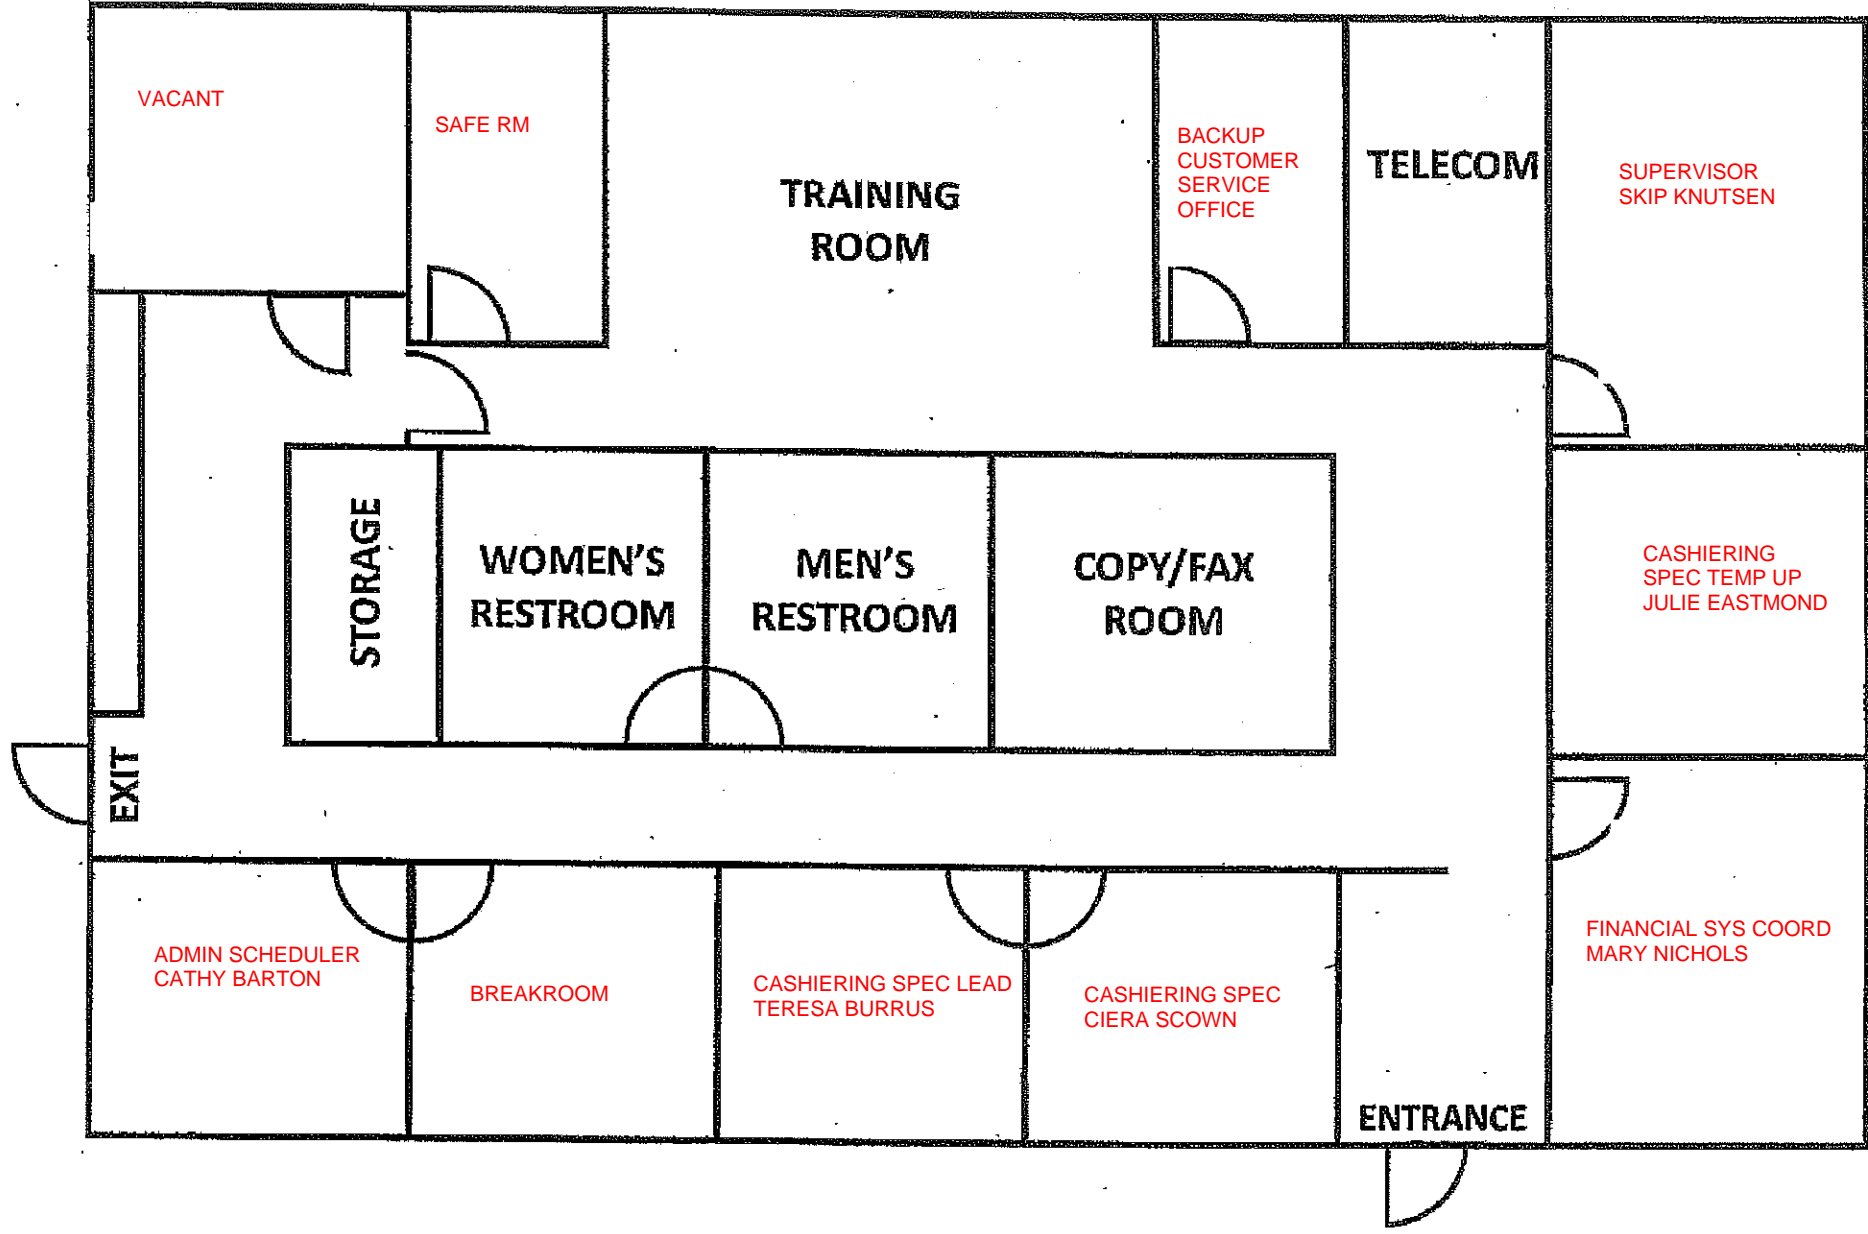 VACANT
SAFE RM
TRAINING
ROOM
BACKUP
CUSTOMER
SERVICE
OFFICE
TELECOM
SUPERVISOR
SKIP KNUTSEN
STORAGE
WOMEN'S
RESTROOM
MEN'S
RESTROOM
COPY/FAX
ROOM
CASHIERING
SPEC TEMP UP
JULIE EASTMOND
EXIT
ADMIN SCHEDULER
CATHY BARTON
BREAKROOM
CASHIERING SPEC LEAD
TERESA BURRUS
CASHIERING SPEC
CIERA SCOWN
FINANCIAL SYS COORD
MARY NICHOLS
ENTRANCE